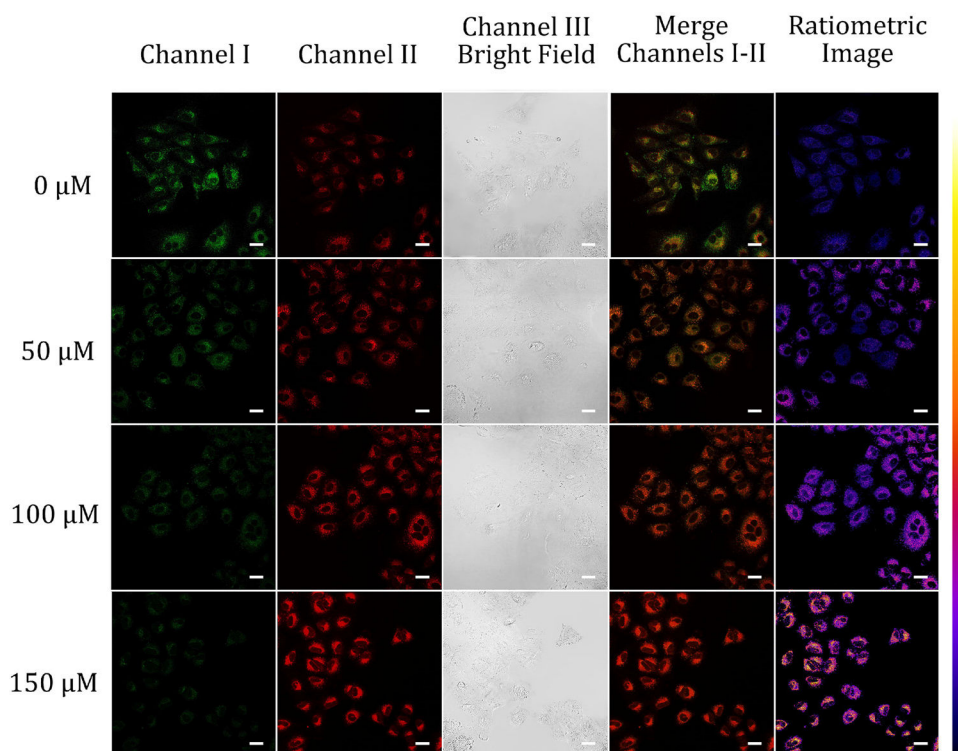 Channel I
Channel II
Channel III
Bright Field
Merge
Channels I-II
Ratiometric
Image
0 μM
50 μM
100 μM
150 μM